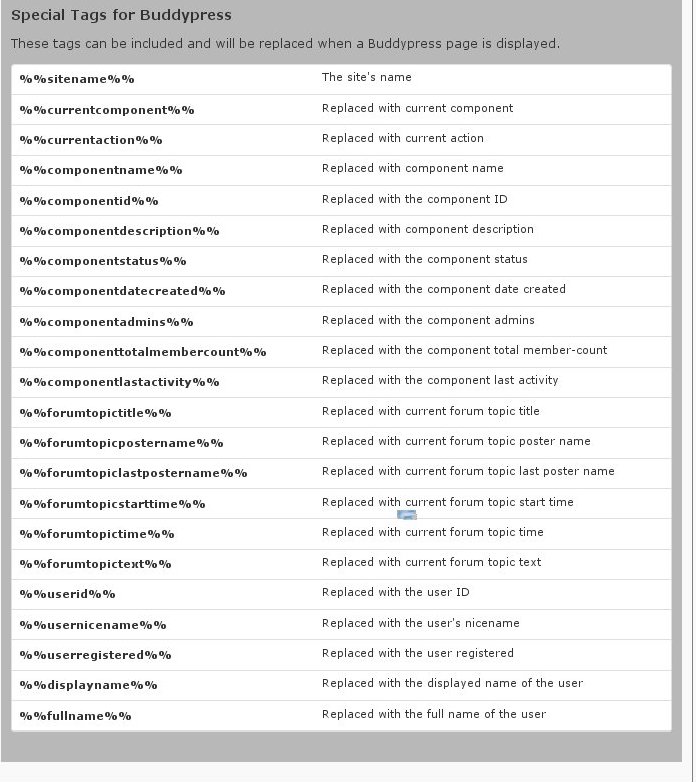 Special Tags for Buddypress
These tags can be included and will be replaced when a Buddypress page is displayed.
%%sitename%% The site's name
%%currentcomponent%% Replaced with current component
%%currentaction%% Replaced with current action
%%componentname%% Replaced with component name
%%componentid%% Replaced with the component ID
%%componentdescription%% Replaced with component description
%%componentstatus%% Replaced with the component status
%%componentdatecreated%% Replaced with the component date created
%%componentadmins%% Replaced with the component admins
%%componenttotalmembercount%% Replaced with the component total member-count
%%componentlastactivity%% Replaced with the component last activity
%%forumtopictitle%% Replaced with current forum topic title
%%forumtopicpostername%% Replaced with current forum topic poster name
%%forumtopiclastpostername%% Replaced with current forum topic last poster name
%%forumtopicstarttime%% Replaced with current forum topic start time
%%forumtopictime%% Replaced with current forum topic time
%%forumtopictext%% Replaced with current forum topic text
%%userid%% Replaced with the user ID
%%usernicename%% Replaced with the user's nicename
%%userregistered%% Replaced with the user registered
%%displayname%% Replaced with the displayed name of the user
%%fullname%% Replaced with the full name of the user